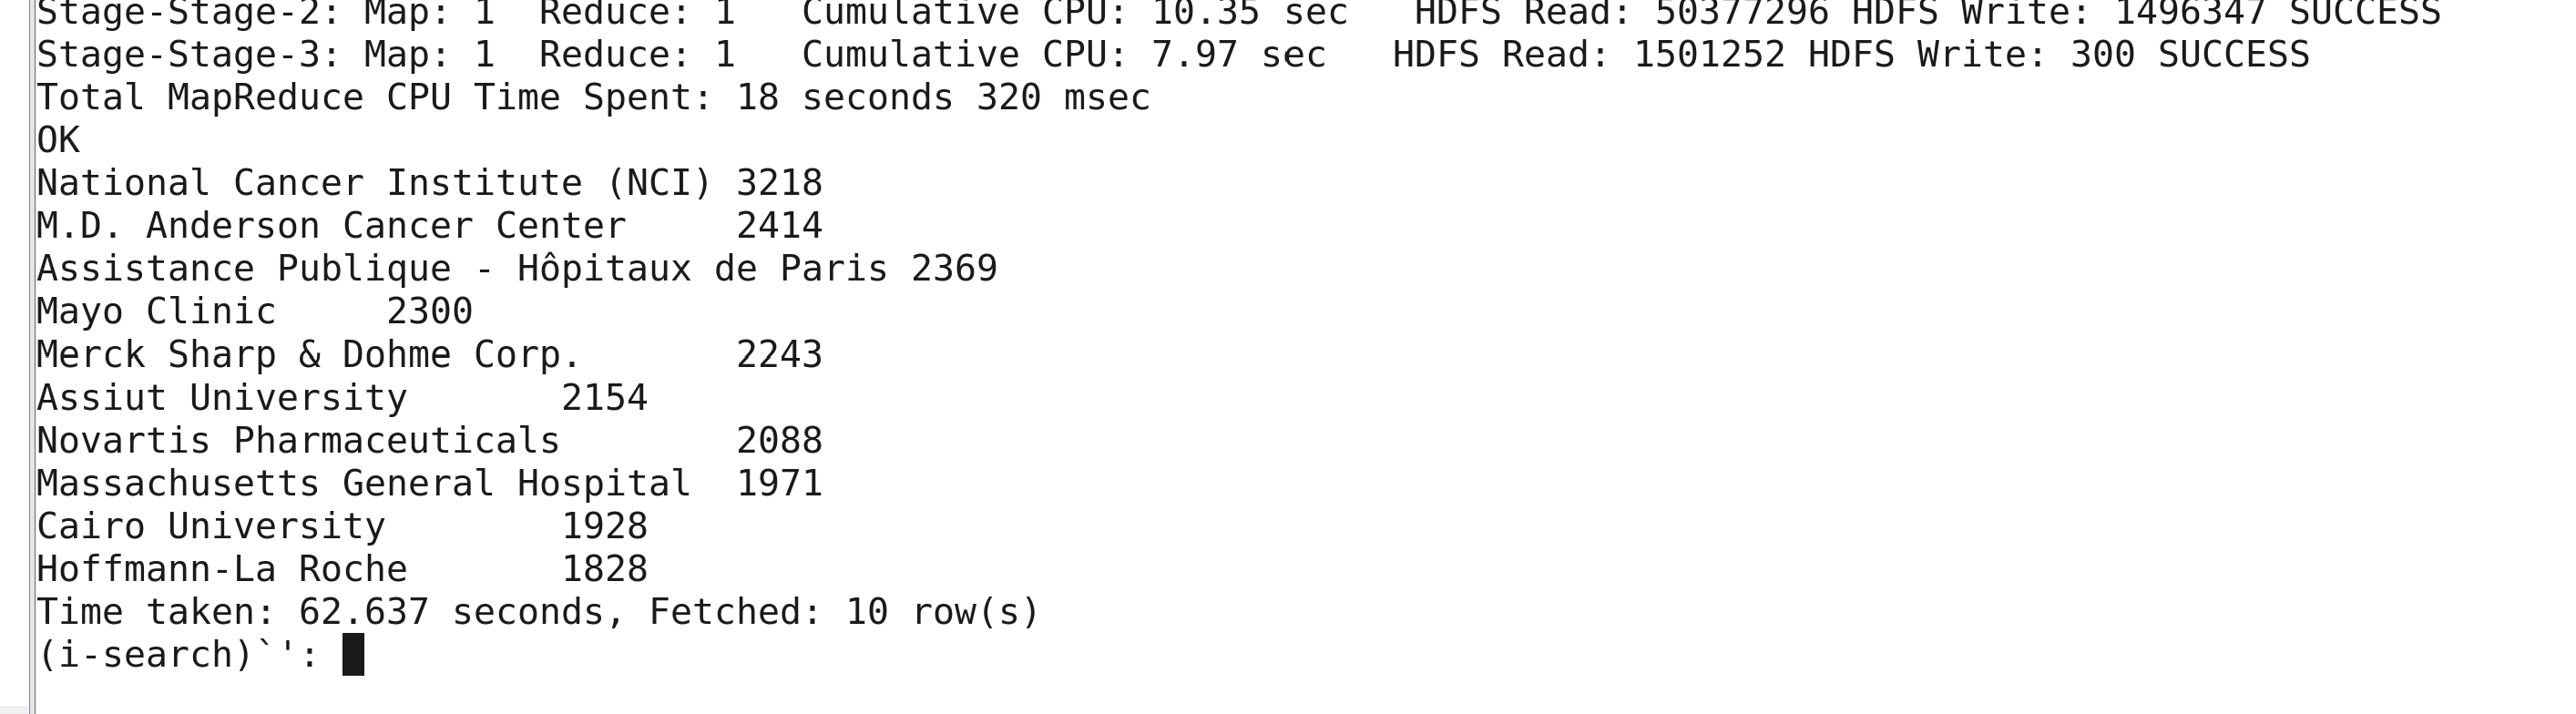 Stage-Stage-2: Map: 1  Reduce: 1   Cumulative CPU: 10.35 sec   HDFS Read: 50377296 HDFS Write: 1496347 SUCCESS
Stage-Stage-3: Map: 1  Reduce: 1   Cumulative CPU: 7.97 sec   HDFS Read: 1501252 HDFS Write: 300 SUCCESS
Total MapReduce CPU Time Spent: 18 seconds 320 msec
OK
National Cancer Institute (NCI) 3218
M.D. Anderson Cancer Center     2414
Assistance Publique - Hôpitaux de Paris 2369
Mayo Clinic     2300
Merck Sharp & Dohme Corp.       2243
Assiut University       2154
Novartis Pharmaceuticals        2088
Massachusetts General Hospital  1971
Cairo University        1928
Hoffmann-La Roche       1828
Time taken: 62.637 seconds, Fetched: 10 row(s)
(i-search)`':